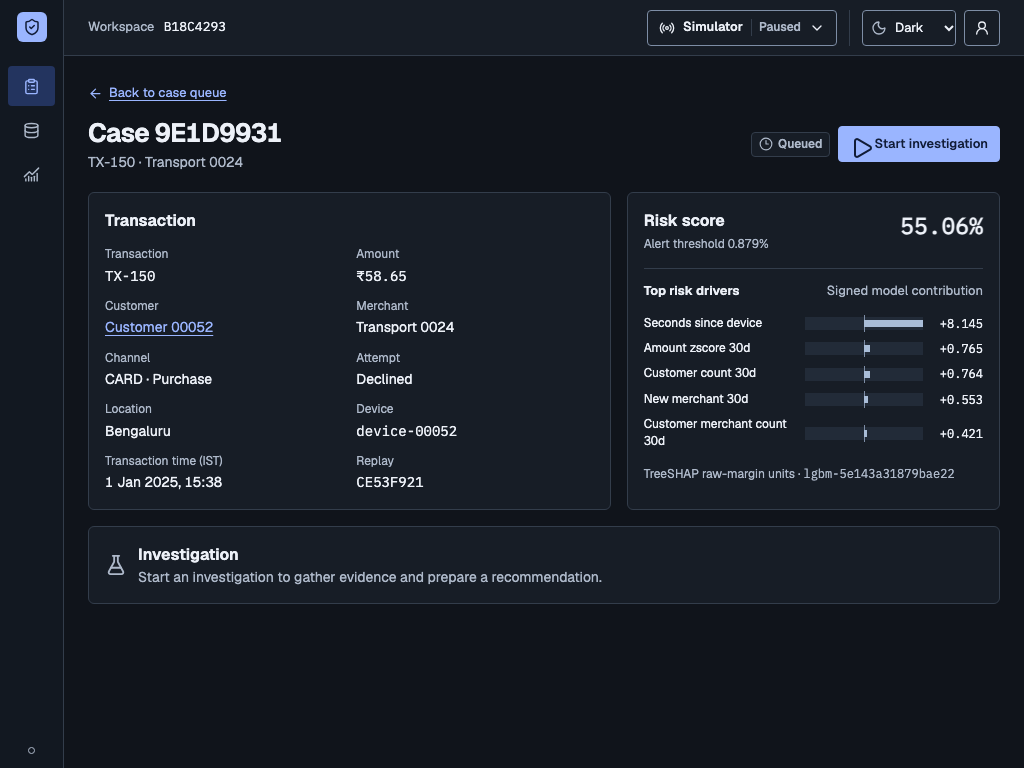 Workspace B18C4293
Simulator Paused
Dark
Back to case queue
Case 9E1D9931
TX-150 · Transport 0024
Queued
Start investigation
Transaction
Transaction
TX-150
Amount
₹58.65
Customer
Customer 00052
Merchant
Transport 0024
Channel
CARD · Purchase
Attempt
Declined
Location
Bengaluru
Device
device-00052
Transaction time (IST)
1 Jan 2025, 15:38
Replay
CE53F921
Risk score
55.06%
Alert threshold 0.879%
Top risk drivers
Signed model contribution
Seconds since device +8.145
Amount zscore 30d +0.765
Customer count 30d +0.764
New merchant 30d +0.553
Customer merchant count
30d
+0.421
TreeSHAP raw-margin units · lgbm-5e143a31879bae22
Investigation
Start an investigation to gather evidence and prepare a recommendation.